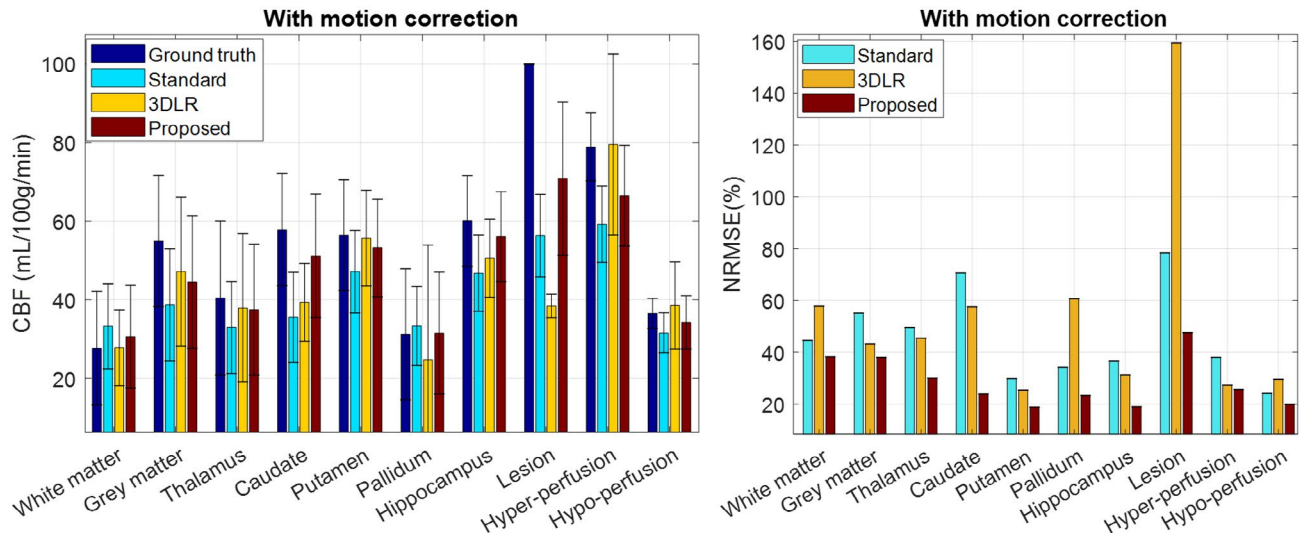 With motion correction
Ground truth
Standard
3DLR
Proposed
CBF (mL/100g/min)
100
80
60
40
20
White matter
Grey matter
Thalamus
Caudate
Putamen
Pallidum
Hippocampus
Lesion
Hyper-perfusion
Hypo-perfusion
With motion correction
Standard
3DLR
Proposed
NRMSE(%)
160
140
120
100
80
60
40
20
White matter
Grey matter
Thalamus
Caudate
Putamen
Pallidum
Hippocampus
Lesion
Hyper-perfusion
Hypo-perfusion